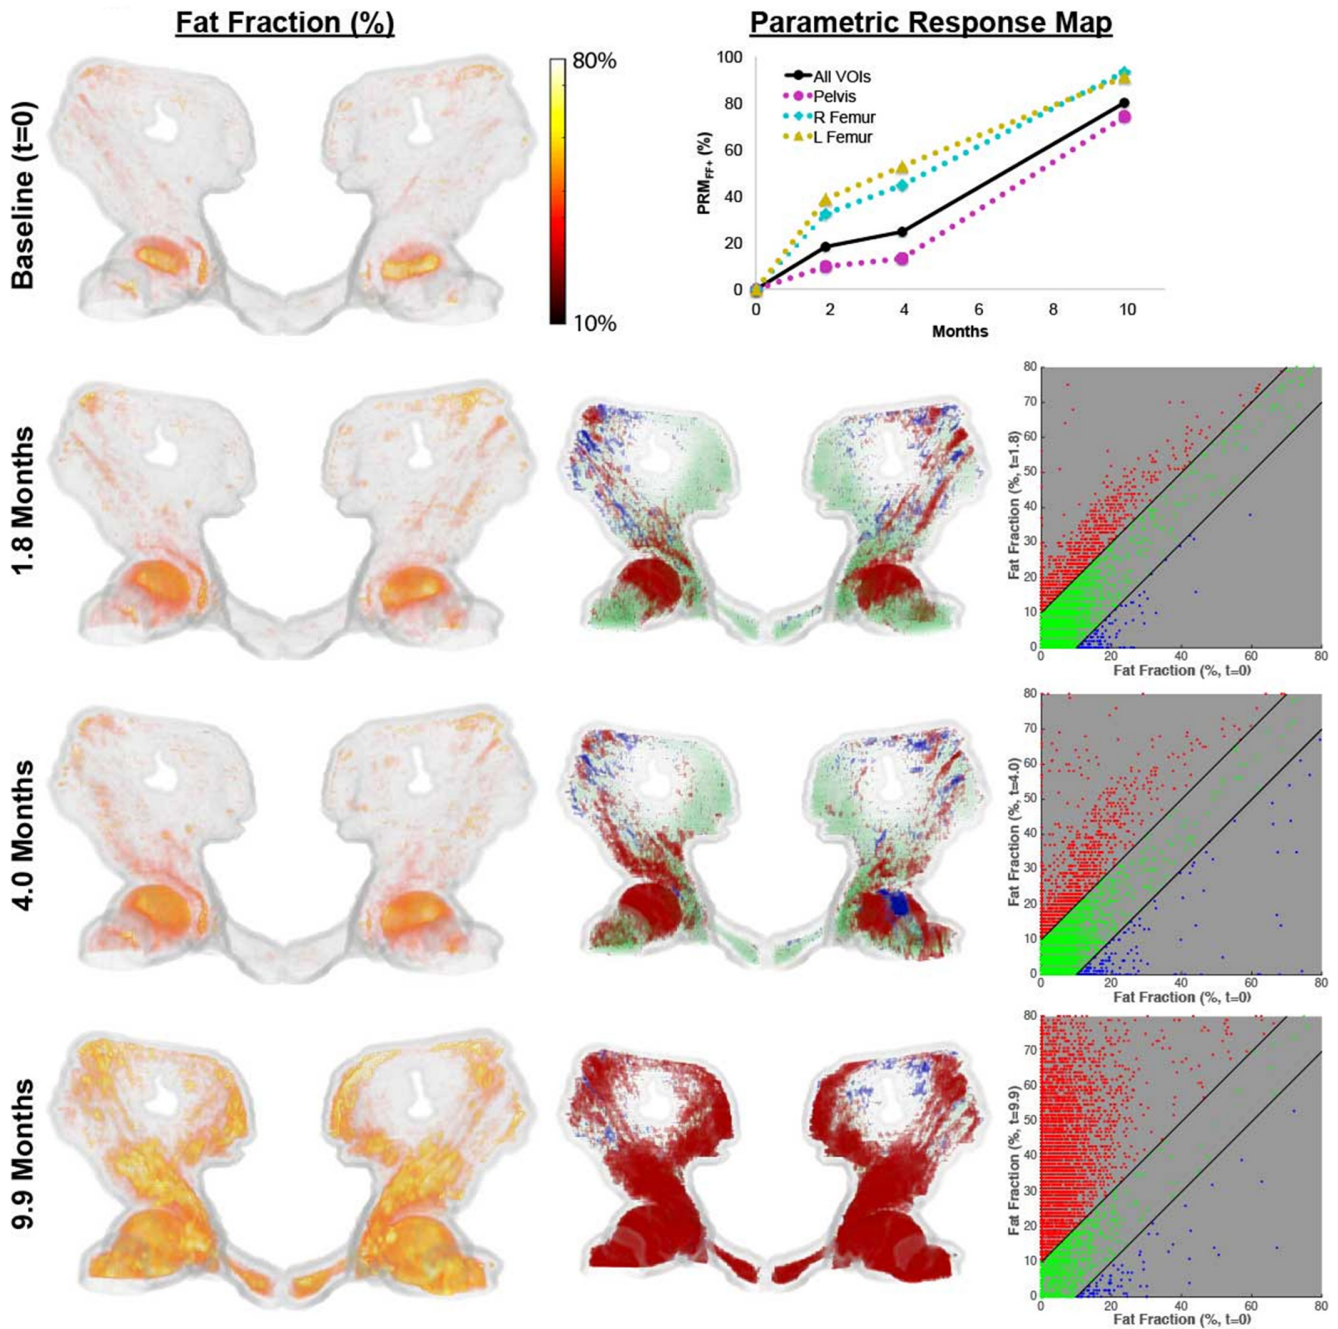 Fat Fraction (%)
Parametric Response Map
Baseline (t=0)
80%
10%
100
80
60
40
20
0
PRMFF+ (%)
All VOIs
Pelvis
R Femur
L Femur
0 2 4 6 8 10
Months
1.8 Months
Fat Fraction (%, t=1.8)
80
70
60
50
40
30
20
10
0
0 20 40 60 80
Fat Fraction (%, t=0)
4.0 Months
Fat Fraction (%, t=4.0)
80
70
60
50
40
30
20
10
0
0 20 40 60 80
Fat Fraction (%, t=0)
9.9 Months
Fat Fraction (%, t=9.9)
80
70
60
50
40
30
20
10
0
0 20 40 60 80
Fat Fraction (%, t=0)